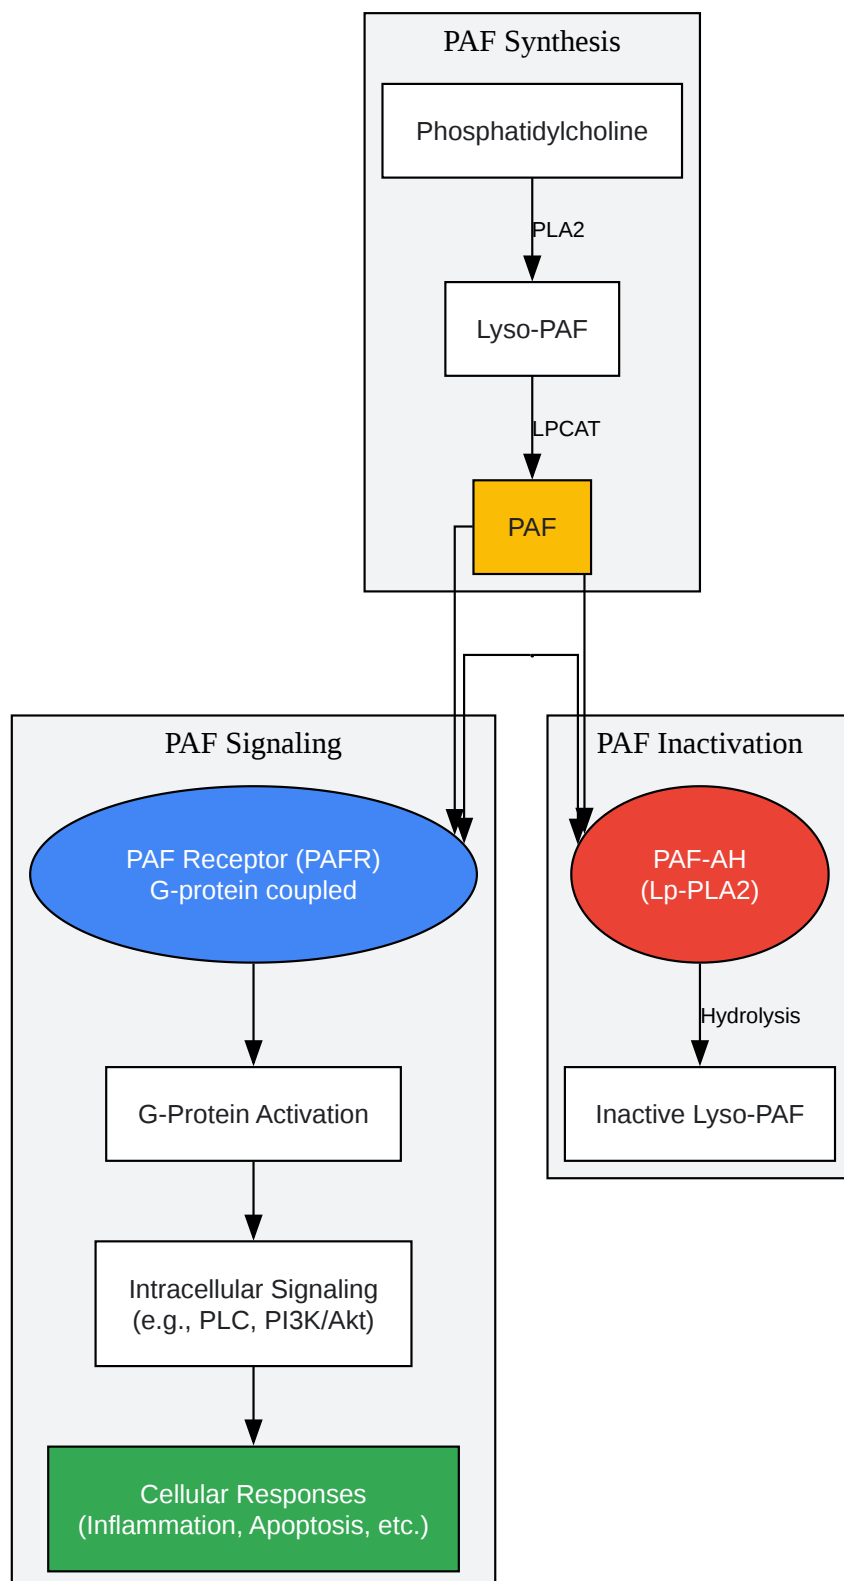 PAF Synthesis
Phosphatidylcholine
PLA2
Lyso-PAF
LPCAT
PAF
PAF Signaling
PAF Receptor (PAFR)
G-protein coupled
G-Protein Activation
Intracellular Signaling
(e.g., PLC, PI3K/Akt)
Cellular Responses
(Inflammation, Apoptosis, etc.)
PAF Inactivation
PAF-AH
(Lp-PLA2)
Hydrolysis
Inactive Lyso-PAF